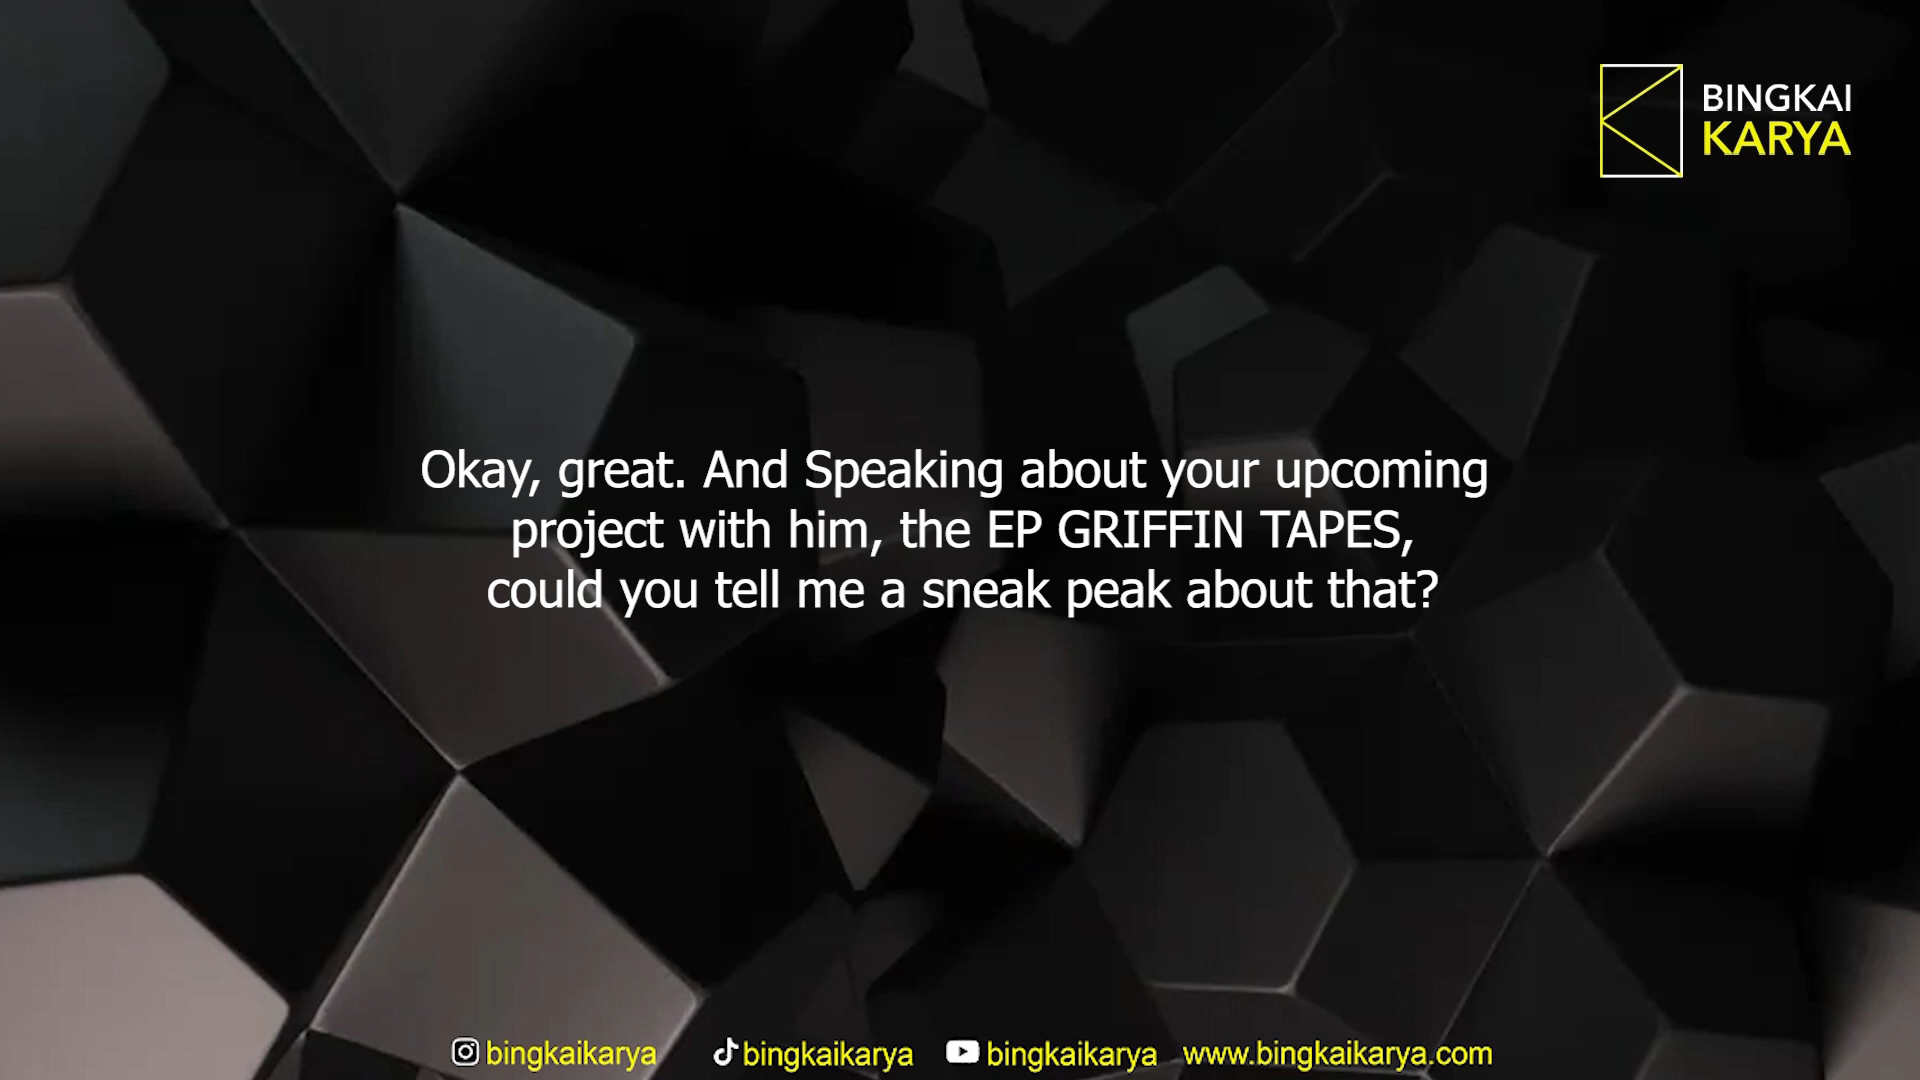 BINGKAI
KARYA
Okay, great. And Speaking about your upcoming
project with him, the EP GRIFFIN TAPES,
could you tell me a sneak peak about that?
bingkaikarya bingkaikarya bingkaikarya www.bingkaikarya.com